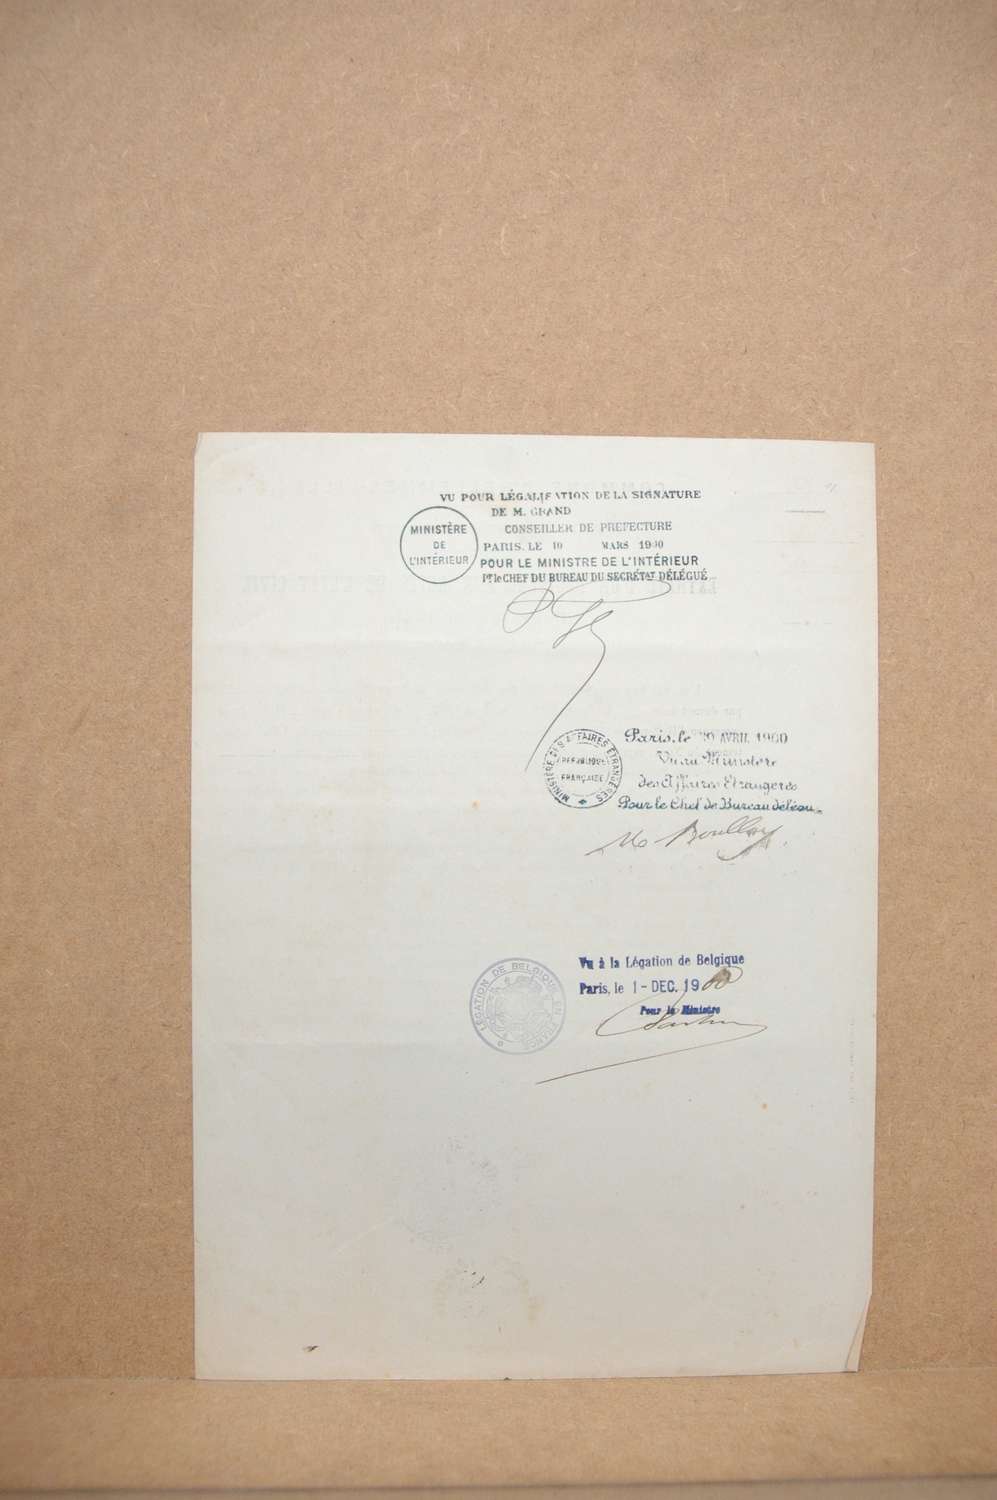 VU POUR LÉGALISATION DE LA SIGNATURE
DE M. GRAND
CONSEILLER DE PREFECTURE
MINISTÈRE
DE
L'INTÉRIEUR
PARIS, LE 10 MARS 1900
POUR LE MINISTRE DE L'INTÉRIEUR
Pr le CHEF DU BUREAU DU SECRÉTat DÉLÉGUÉ
MINISTÈRE DES AFFAIRES ÉTRANGÈRES
FRANÇAISE
Paris, le AVRIL 1900
Vu au Ministère
des Affaires Etrangères
Pour le Chef de Bureau délégué
Vu à la Légation de Belgique
Paris, le 1 - DEC. 1900
Pour le Ministre
LÉGATION DE BELGIQUE EN FRANCE